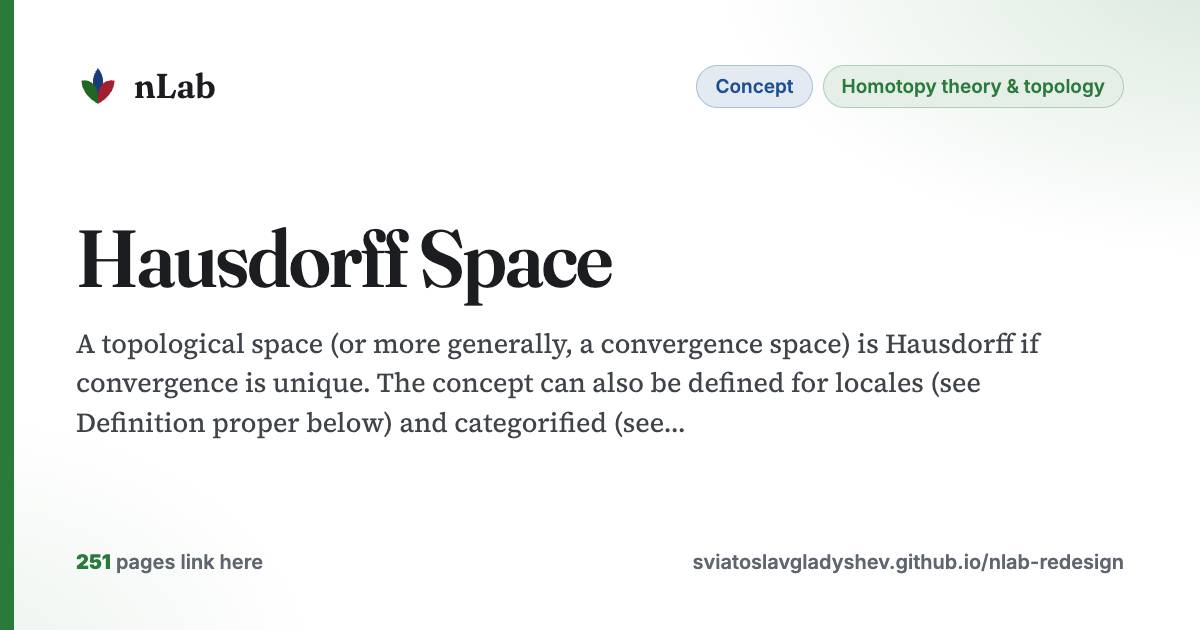 nLab
Concept
Homotopy theory & topology
Hausdorff Space
A topological space (or more generally, a convergence space) is Hausdorff if
convergence is unique. The concept can also be defined for locales (see
Definition proper below) and categorified (see...
251 pages link here
sviatoslavgladyshev.github.io/nlab-redesign